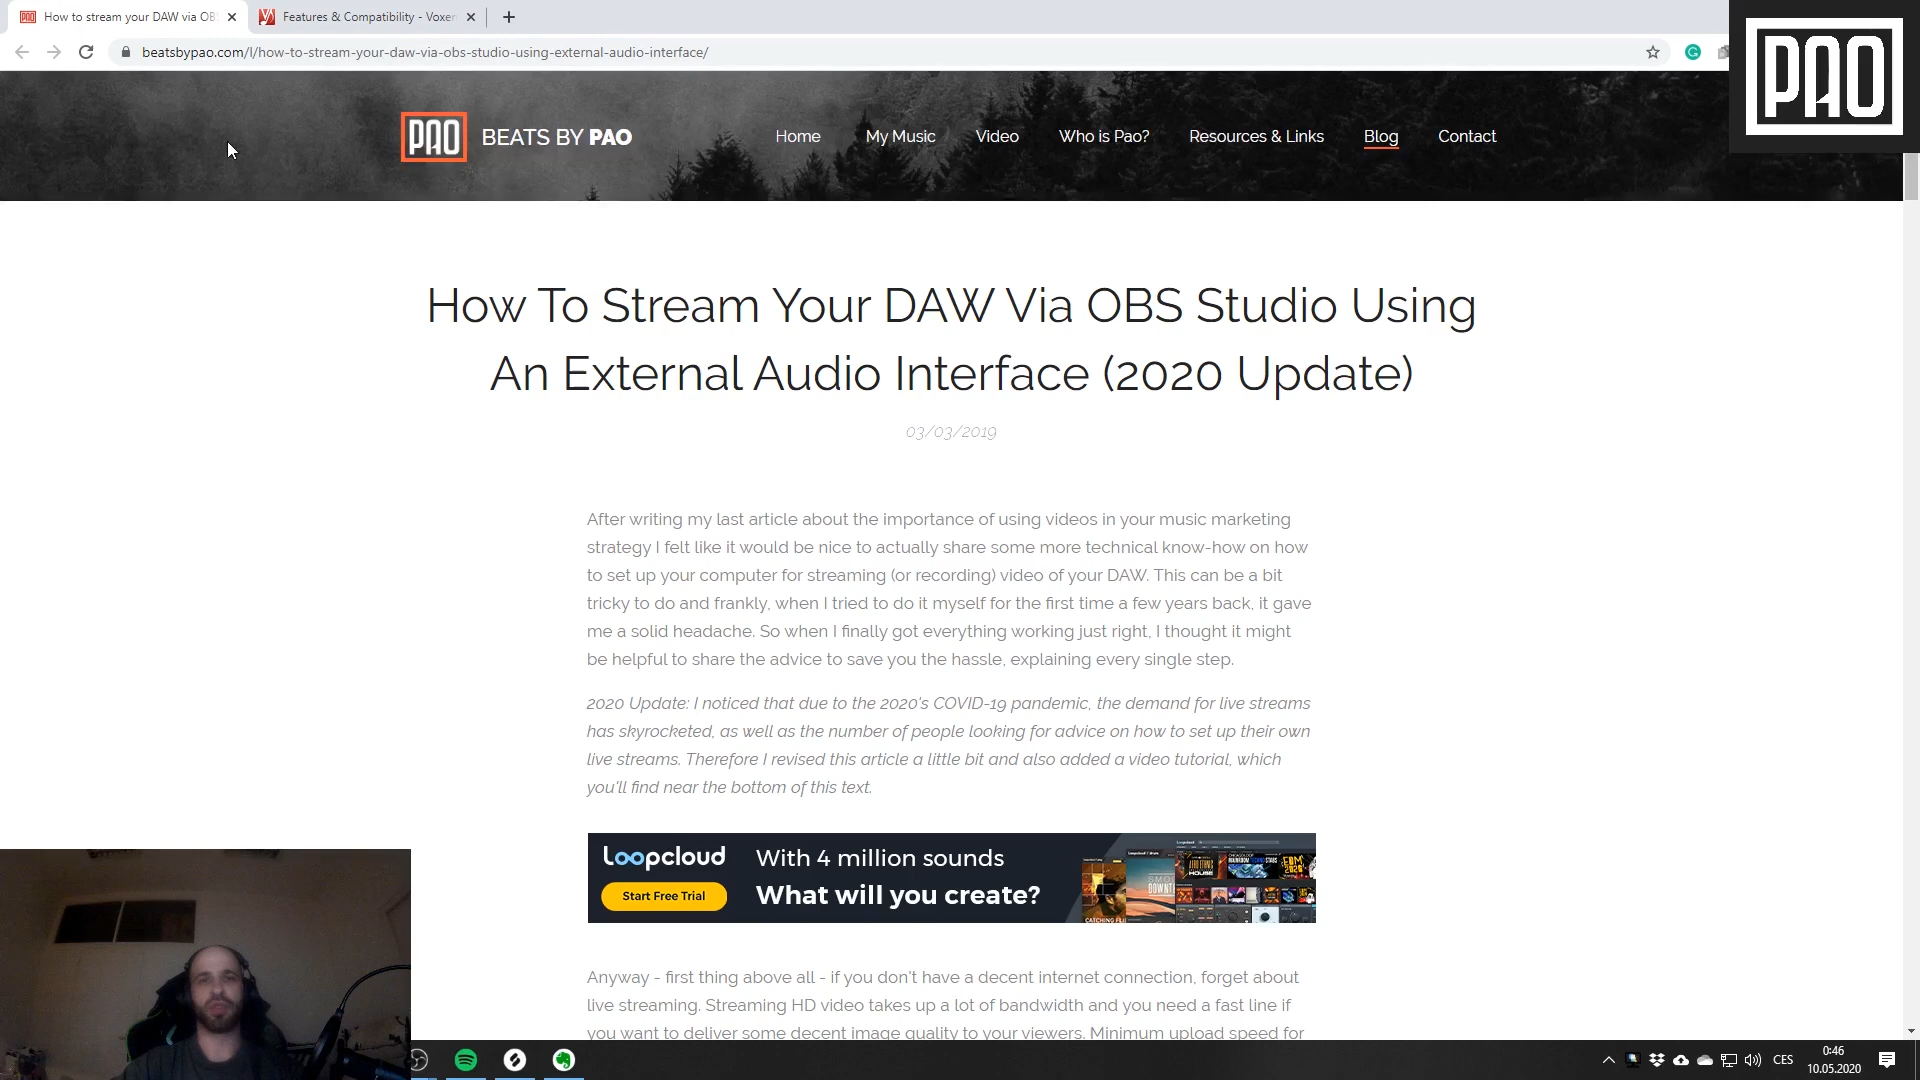 How to stream your DAW via OBS
Features & Compatibility - Voxen
beatsbypao.com/l/how-to-stream-your-daw-via-obs-studio-using-external-audio-interface/
PAO
PAO BEATS BY PAO
Home
My Music
Video
Who is Pao?
Resources & Links
Blog
Contact
How To Stream Your DAW Via OBS Studio Using
An External Audio Interface (2020 Update)
03/03/2019
After writing my last article about the importance of using videos in your music marketing
strategy I felt like it would be nice to actually share some more technical know-how on how
to set up your computer for streaming (or recording) video of your DAW. This can be a bit
tricky to do and frankly, when I tried to do it myself for the first time a few years back, it gave
me a solid headache. So when I finally got everything working just right, I thought it might
be helpful to share the advice to save you the hassle, explaining every single step.
2020 Update: I noticed that due to the 2020's COVID-19 pandemic, the demand for live streams
has skyrocketed, as well as the number of people looking for advice on how to set up their own
live streams. Therefore I revised this article a little bit and also added a video tutorial, which
you'll find near the bottom of this text.
Loopcloud
Start Free Trial
With 4 million sounds
What will you create?
Anyway - first thing above all - if you don't have a decent internet connection, forget about
live streaming. Streaming HD video takes up a lot of bandwidth and you need a fast line if
you want to deliver some decent image quality to your viewers. Minimum upload speed for
CES
0:46
10.05.2020